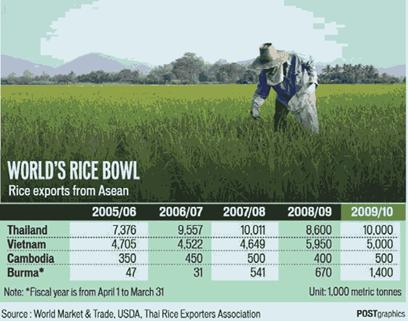 WORLD'S RICE BOWL
Rice exports from Asean
2005/06 2006/07 2007/08 2008/09 2009/10
Thailand 7,376 9,557 10,011 8,600 10,000
Vietnam 4,705 4,522 4,649 5,950 5,000
Cambodia 350 450 500 400 500
Burma* 47 31 541 670 1,400
Note: *Fiscal year is from April 1 to March 31 Unit: 1,000 metric tonnes
Source : World Market & Trade, USDA, Thai Rice Exporters Association POSTgraphics